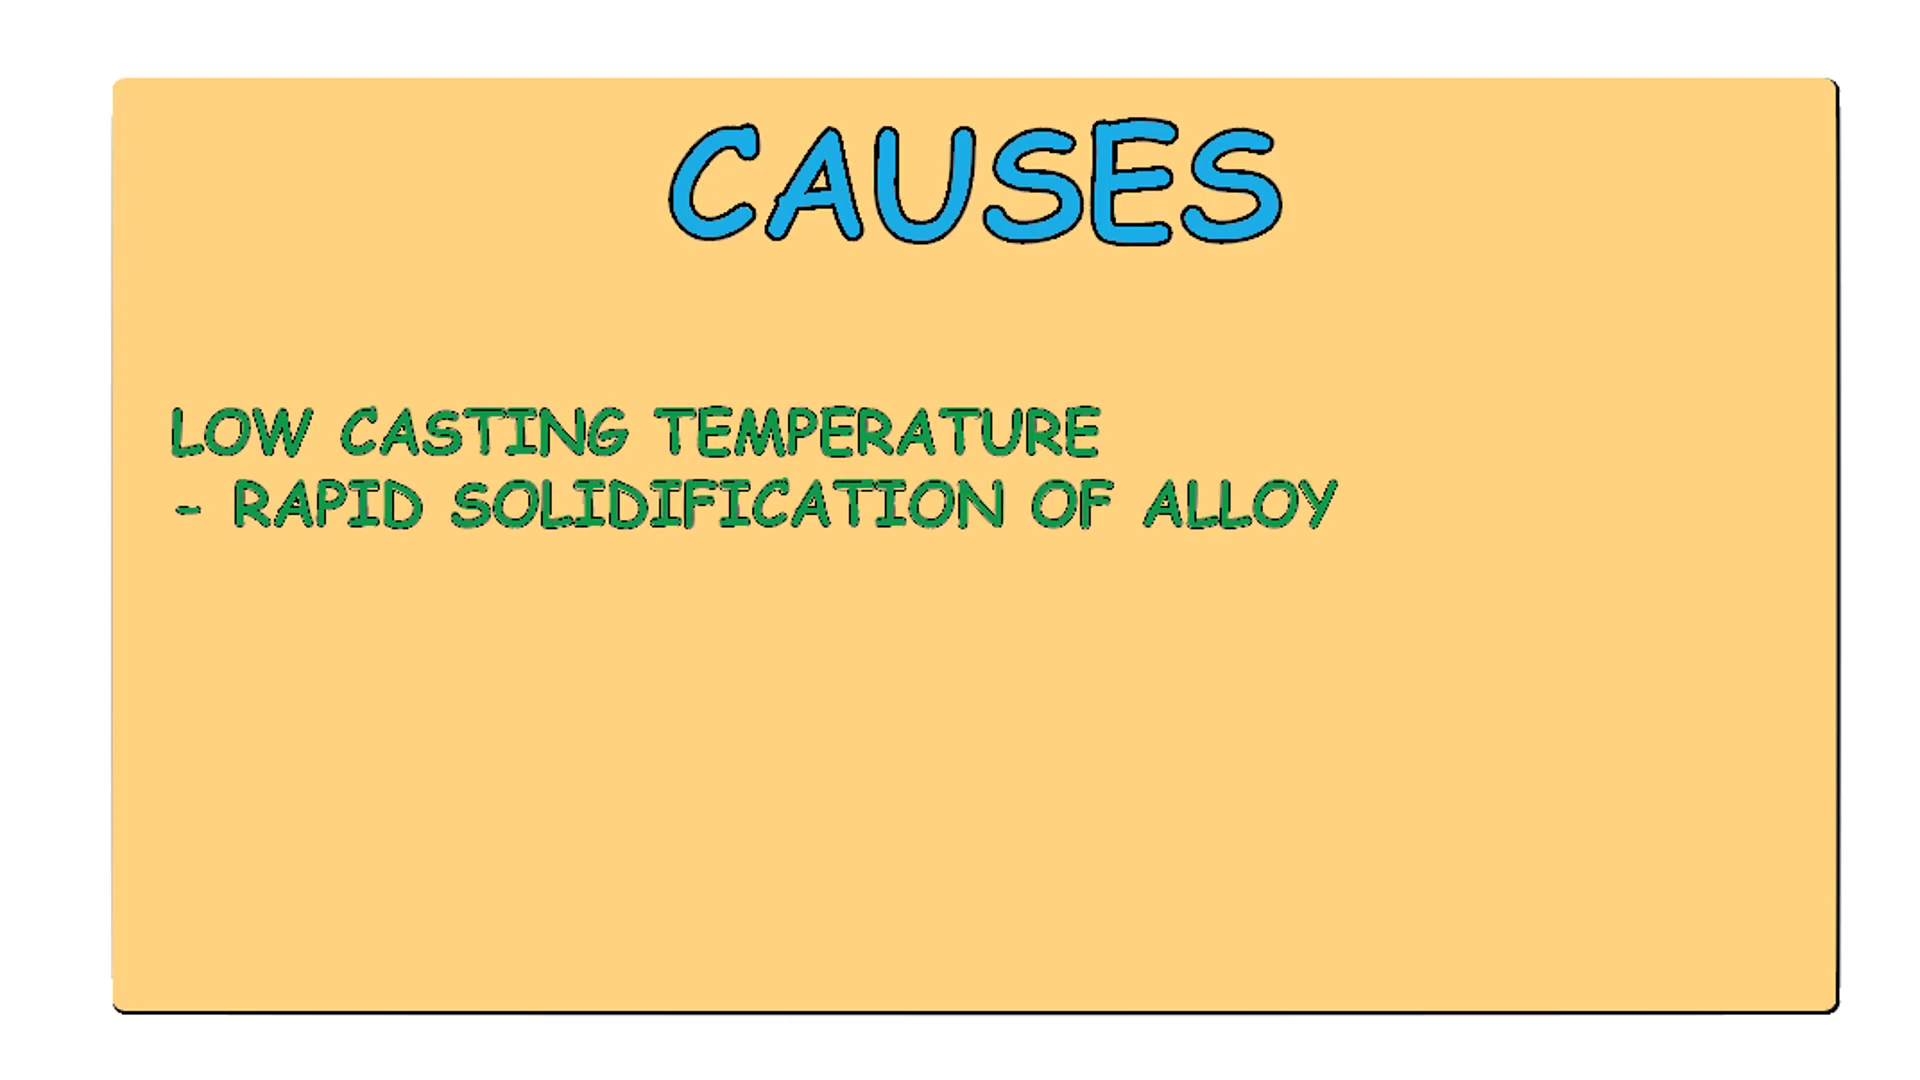 CAUSES
LOW CASTING TEMPERATURE
- RAPID SOLIDIFICATION OF ALLOY